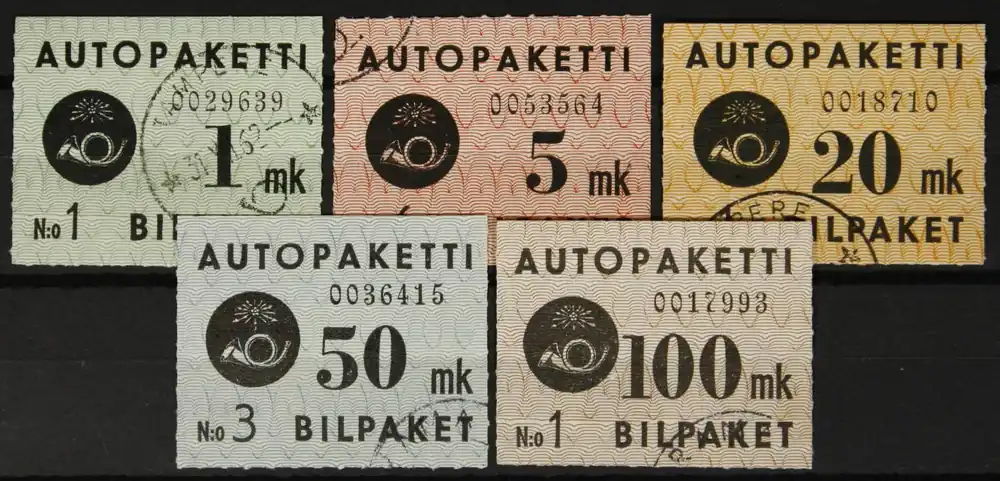 AUTOPAKETTI
0029639
1 mk
N:o 1 BIL
AUTOPAKETTI
0053564
5 mk
AUTOPAKETTI
0018710
20 mk
BILPAKET
AUTOPAKETTI
0036415
50 mk
N:o 3 BILPAKET
AUTOPAKETTI
0017993
100 mk
N:o 1 BILPAKET